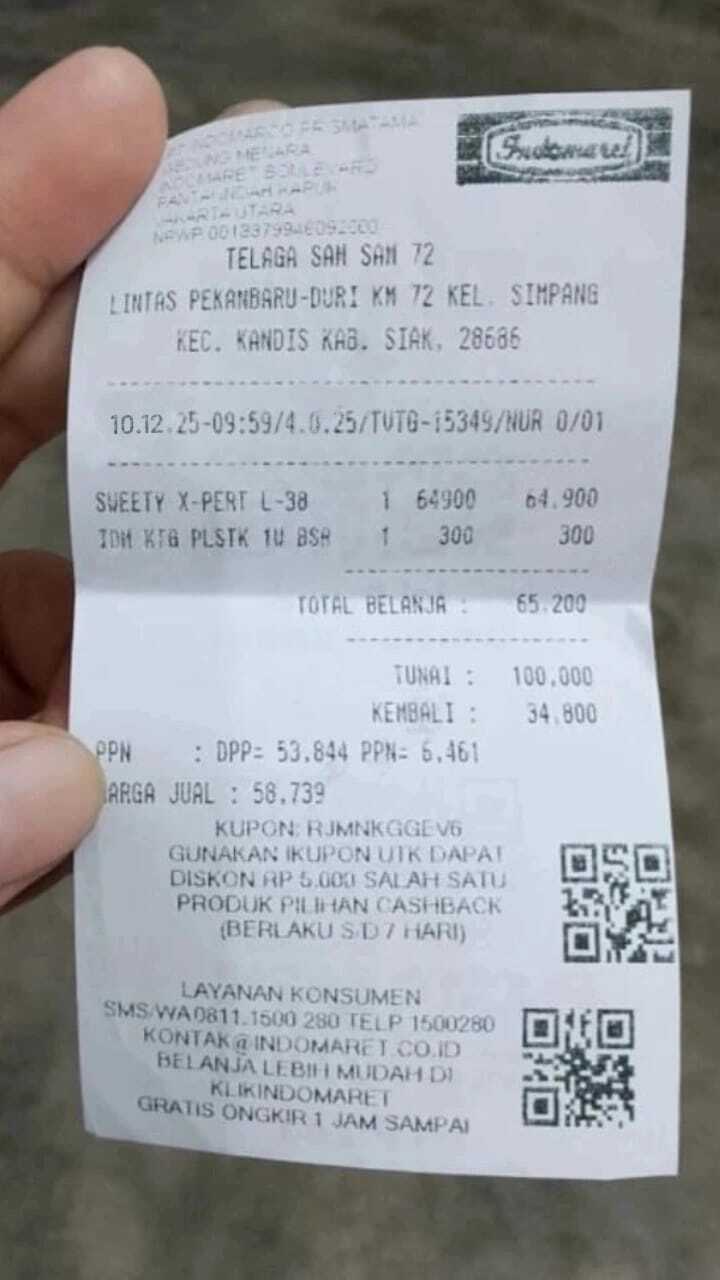 INDOMARCO PRISMATAMA
GEDUNG MENARA
INDOMARET BOULEVARD
PANTAI INDAH KAPUK
JAKARTA UTARA
NPWP
Indomaret
TELAGA SAM SAM 72
LINTAS PEKANBARU-DURI KM 72 KEL. SIMPANG
KEC. KANDIS KAB. SIAK, 28686
10.12.25-09:59/4.0.25/TVTG-15349/NUR 0/01
SWEETY X-PERT L-38 1 64900 64.900
IDM KTG PLSTK 1U BSR 1 300 300
TOTAL BELANJA : 65.200
TUNAI : 100.000
KEMBALI : 34.800
PPN : DPP= 53.844 PPN= 6.461
HARGA JUAL : 58.739
KUPON: RJMNKGGEV6
GUNAKAN IKUPON UTK DAPAT
DISKON RP 5.000 SALAH SATU
PRODUK PILIHAN CASHBACK
(BERLAKU S.D 7 HARI)
LAYANAN KONSUMEN
SMS/WA 0811.1500 280 TELP 1500280
KONTAK@INDOMARET.CO.ID
BELANJA LEBIH MUDAH DI
KLIKINDOMARET
GRATIS ONGKIR 1 JAM SAMPAI